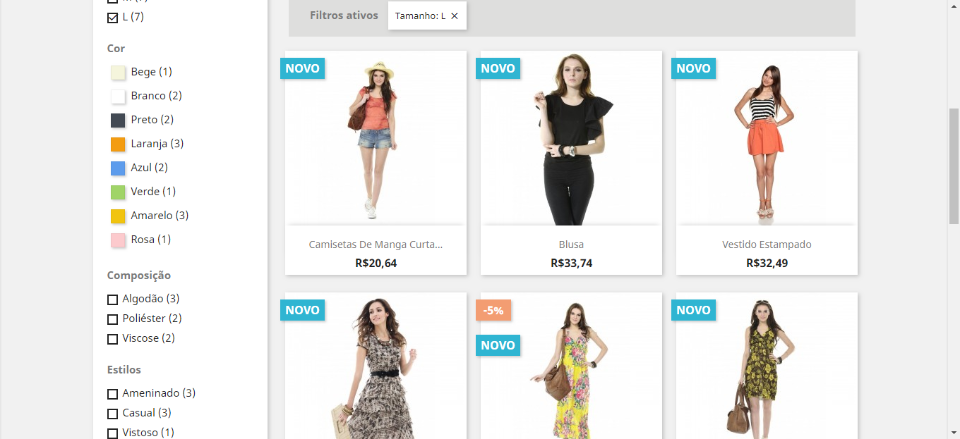 L (7)
Cor
Bege (1)
Branco (2)
Preto (2)
Laranja (3)
Azul (2)
Verde (1)
Amarelo (3)
Rosa (1)
Composição
Algodão (3)
Poliéster (2)
Viscose (2)
Estilos
Ameninado (3)
Casual (3)
Vistoso (1)
Filtros ativos
Tamanho: L ×
NOVO
Camisetas De Manga Curta...
R$20,64
NOVO
Blusa
R$33,74
NOVO
Vestido Estampado
R$32,49
NOVO
-5%
NOVO
NOVO